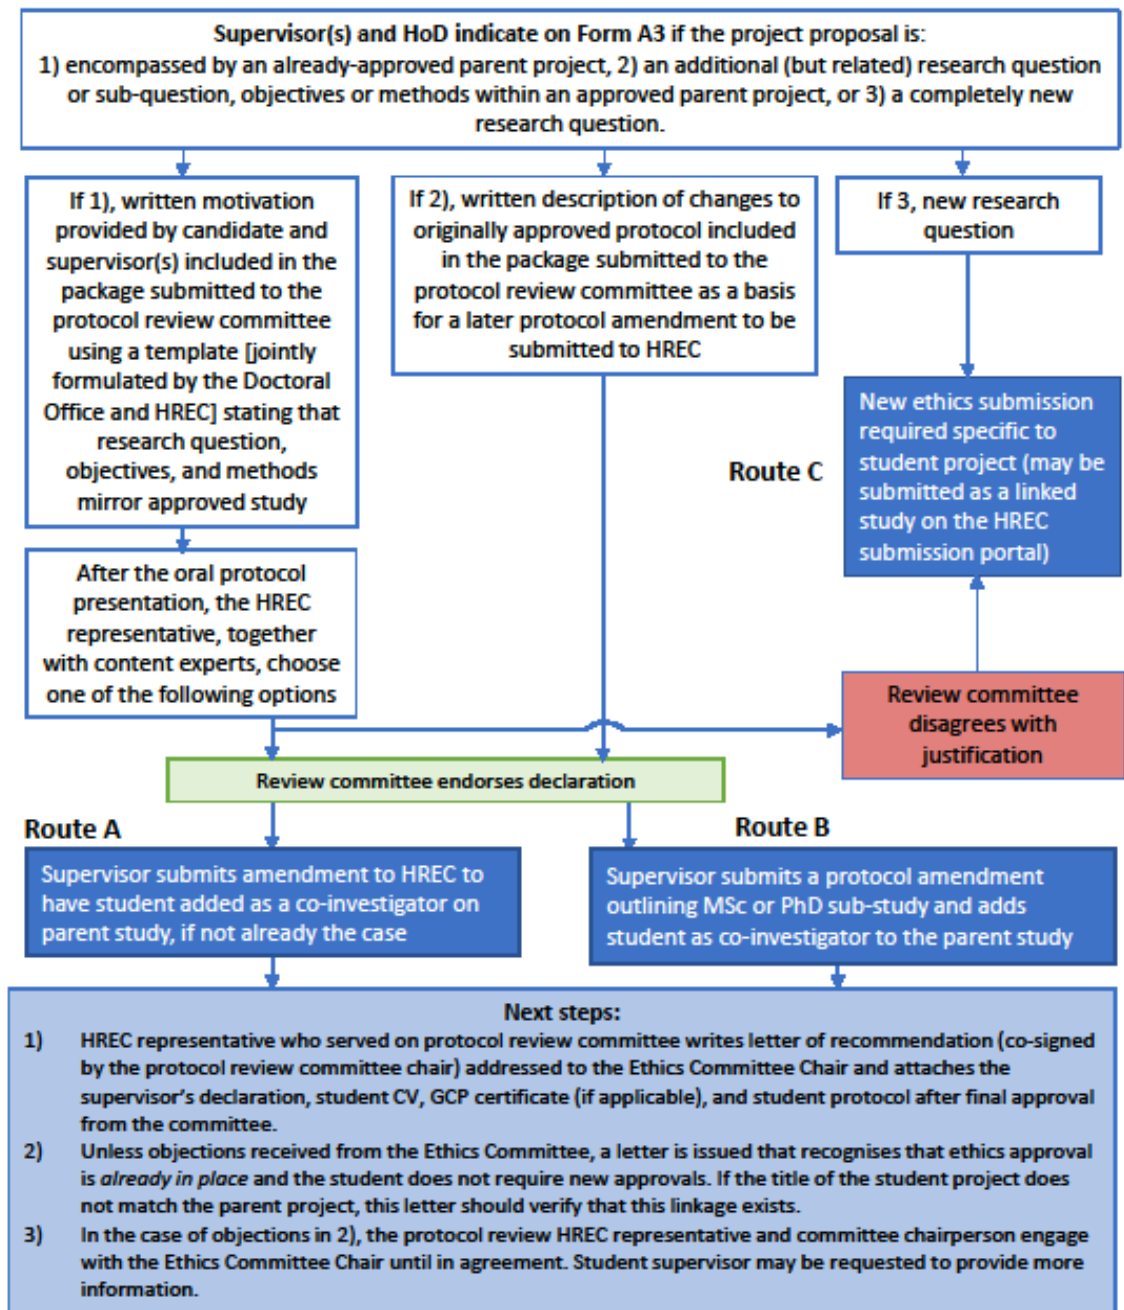 Supervisor(s) and HoD indicate on Form A3 if the project proposal is:
1) encompassed by an already-approved parent project, 2) an additional (but related) research question
or sub-question, objectives or methods within an approved parent project, or 3) a completely new
research question.
If 1), written motivation
provided by candidate and
supervisor(s) included in the
package submitted to the
protocol review committee
using a template [jointly
formulated by the Doctoral
Office and HREC] stating that
research question,
objectives, and methods
mirror approved study
If 2), written description of changes to
originally approved protocol included
in the package submitted to the
protocol review committee as a basis
for a later protocol amendment to be
submitted to HREC
If 3, new research
question
Route C
New ethics submission
required specific to
student project (may be
submitted as a linked
study on the HREC
submission portal)
After the oral protocol
presentation, the HREC
representative, together
with content experts, choose
one of the following options
Review committee
disagrees with
justification
Review committee endorses declaration
Route A
Route B
Supervisor submits amendment to HREC to
have student added as a co-investigator on
parent study, if not already the case
Supervisor submits a protocol amendment
outlining MSc or PhD sub-study and adds
student as co-investigator to the parent study
Next steps:
1) HREC representative who served on protocol review committee writes letter of recommendation (co-signed
by the protocol review committee chair) addressed to the Ethics Committee Chair and attaches the
supervisor's declaration, student CV, GCP certificate (if applicable), and student protocol after final approval
from the committee.
2) Unless objections received from the Ethics Committee, a letter is issued that recognises that ethics approval
is already in place and the student does not require new approvals. If the title of the student project does
not match the parent project, this letter should verify that this linkage exists.
3) In the case of objections in 2), the protocol review HREC representative and committee chairperson engage
with the Ethics Committee Chair until in agreement. Student supervisor may be requested to provide more
information.